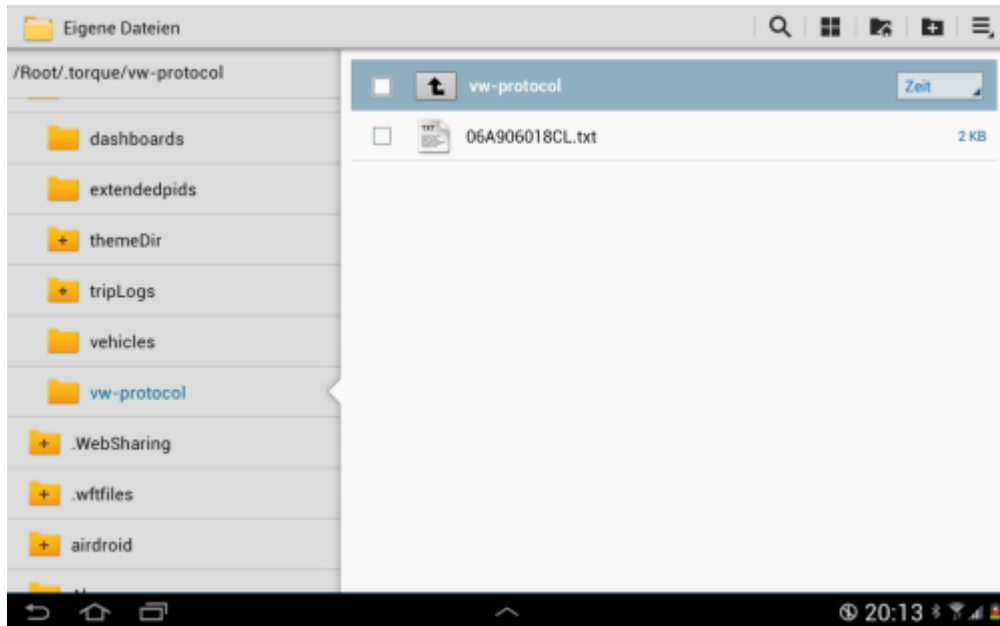 Eigene Dateien
/Root/.torque/vw-protocol
dashboards
extendedpids
themeDir
tripLogs
vehicles
vw-protocol
.WebSharing
.wftfiles
airdroid
vw-protocol
Zeit
TXT
06A906018CL.txt
2 KB
20:13